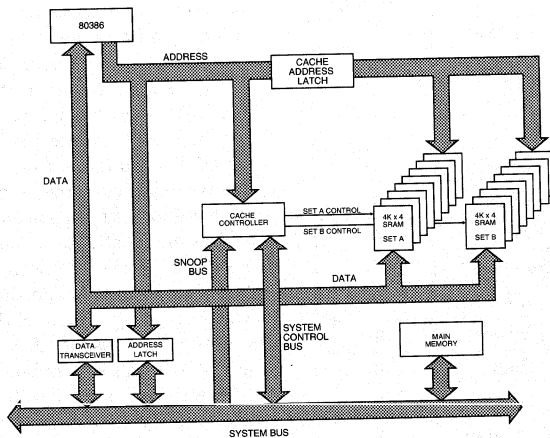 80386
ADDRESS
CACHE
ADDRESS
LATCH
DATA
CACHE
CONTROLLER
SET A CONTROL
SET B CONTROL
4K x 4
SRAM
SET A
4K x 4
SRAM
SET B
SNOOP
BUS
DATA
SYSTEM
CONTROL
BUS
DATA
TRANSCEIVER
ADDRESS
LATCH
MAIN
MEMORY
SYSTEM BUS